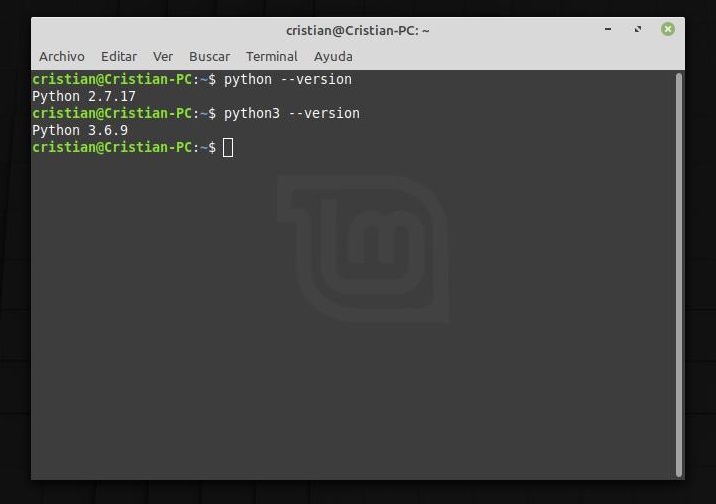 cristian@Cristian-PC: ~
Archivo Editar Ver Buscar Terminal Ayuda
cristian@Cristian-PC:~$ python --version
Python 2.7.17
cristian@Cristian-PC:~$ python3 --version
Python 3.6.9
cristian@Cristian-PC:~$